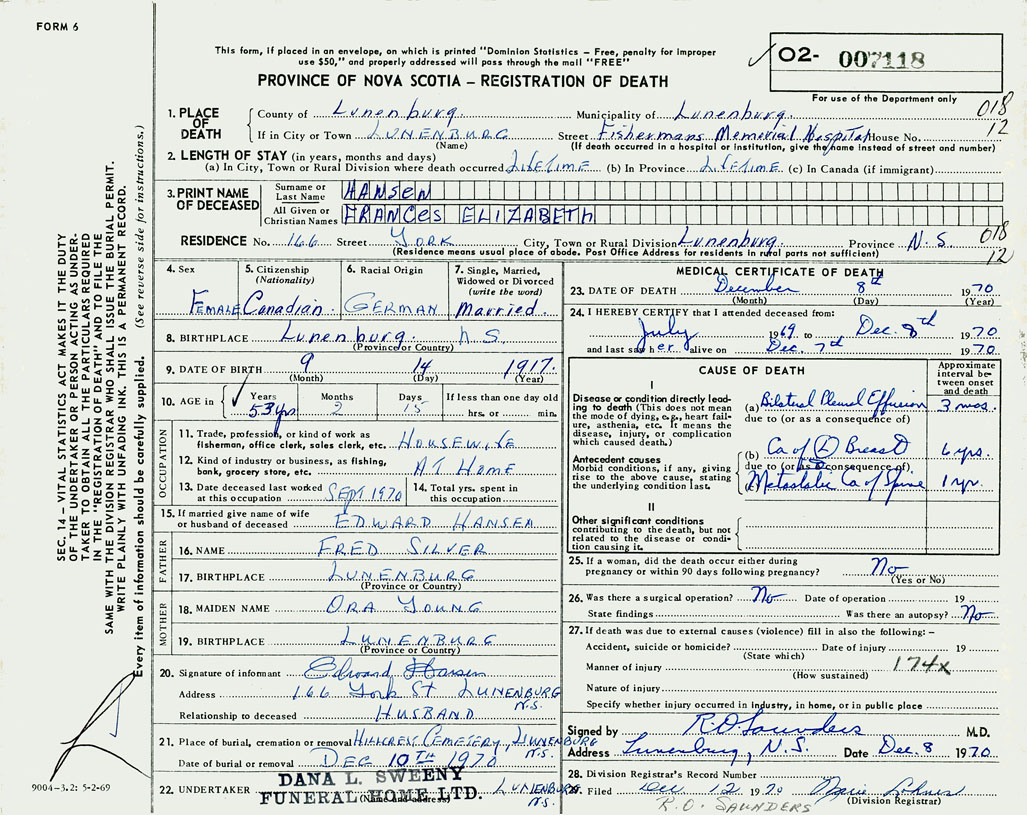 FORM 6
This form, if placed in an envelope, on which is printed "Dominion Statistics – Free, penalty for improper
use $50," and properly addressed will pass through the mail "FREE"
PROVINCE OF NOVA SCOTIA – REGISTRATION OF DEATH
O2- 007118
For use of the Department only
SEC. 14 – VITAL STATISTICS ACT MAKES IT THE DUTY
OF THE UNDERTAKER OR PERSON ACTING AS UNDER-
TAKER TO OBTAIN ALL THE PARTICULARS REQUIRED
IN THE "REGISTRATION OF DEATH" AND TO FILE THE
SAME WITH THE DIVISION REGISTRAR WHO SHALL ISSUE THE BURIAL PERMIT.
WRITE PLAINLY WITH UNFADING INK. THIS IS A PERMANENT RECORD.
Every item of information should be carefully supplied. (See reverse side for instructions.)
1. PLACE OF DEATH
County of Lunenburg. Municipality of Lunenburg. 018
If in City or Town LUNENBURG Street Fishermans Memorial Hospital House No. 12
(Name) (If death occurred in a hospital or institution, give the name instead of street and number)
2. LENGTH OF STAY (in years, months and days)
(a) In City, Town or Rural Division where death occurred LifeTime (b) In Province LifeTime (c) In Canada (if immigrant)
3. PRINT NAME OF DECEASED
Surname or Last Name HANSEN
All Given or Christian Names FRANCES ELIZABETH
RESIDENCE No. 166 Street YORK City, Town or Rural Division Lunenburg. Province N.S. 018
(Residence means usual place of abode. Post Office Address for residents in rural parts not sufficient) 12
4. Sex Female
5. Citizenship (Nationality) Canadian.
6. Racial Origin GERMAN
7. Single, Married, Widowed or Divorced (write the word) Married.
8. BIRTHPLACE Lunenburg. N.S.
(Province or Country)
9. DATE OF BIRTH 9 14 1917.
(Month) (Day) (Year)
10. AGE in Years 53 yrs Months 2 Days 15 If less than one day old hrs. or min.
OCCUPATION
11. Trade, profession, or kind of work as fisherman, office clerk, sales clerk, etc. HOUSEWIFE
12. Kind of industry or business, as fishing, bank, grocery store, etc. AT HOME
13. Date deceased last worked at this occupation SEPT 1970
14. Total yrs. spent in this occupation
15. If married give name of wife or husband of deceased EDWARD HANSEN
FATHER
16. NAME FRED SILVER
17. BIRTHPLACE LUNENBURG
(Province or Country)
MOTHER
18. MAIDEN NAME ORA YOUNG
19. BIRTHPLACE LUNENBURG
(Province or Country)
20. Signature of informant Edward Hansen
Address 166 York St LUNENBURG N.S.
Relationship to deceased HUSBAND
21. Place of burial, cremation or removal HILLCREST CEMETERY, LUNENBURG N.S.
Date of burial or removal DEC 10TH 1970
22. UNDERTAKER DANA L. SWEENY FUNERAL HOME LTD. LUNENBURG N.S.
(Name and address)
9004-3.2: 5-2-69
MEDICAL CERTIFICATE OF DEATH
23. DATE OF DEATH December 8th 1970
(Month) (Day) (Year)
24. I HEREBY CERTIFY that I attended deceased from:
July 1969 to Dec. 8th 1970
and last saw her alive on Dec. 7th 1970.
CAUSE OF DEATH
Approximate interval between onset and death
I
Disease or condition directly leading to death (This does not mean the mode of dying, e.g., heart failure, asthenia, etc. It means the disease, injury, or complication which caused death.)
(a) Bilateral Pleural Effusion 3 mos.
due to (or as a consequence of)
Antecedent causes
Morbid conditions, if any, giving rise to the above cause, stating the underlying condition last.
(b) Ca of (L) Breast 6 yrs.
due to (or as a consequence of)
(c) Metastatic Ca of Spine 1 yr.
II
Other significant conditions
contributing to the death, but not related to the disease or condition causing it.
25. If a woman, did the death occur either during pregnancy or within 90 days following pregnancy? No
(Yes or No)
26. Was there a surgical operation? No. Date of operation 19
State findings Was there an autopsy? No.
27. If death was due to external causes (violence) fill in also the following: –
Accident, suicide or homicide? Date of injury 19
(State which)
Manner of injury 174x
(How sustained)
Nature of injury
Specify whether injury occurred in industry, in home, or in public place
Signed by R.O. Saunders M.D.
Address Lunenburg, N.S. Date Dec. 8 1970.
28. Division Registrar's Record Number
29. Filed Dec 12 1970 Marie Lohnes
(Division Registrar)
R.O. SAUNDERS